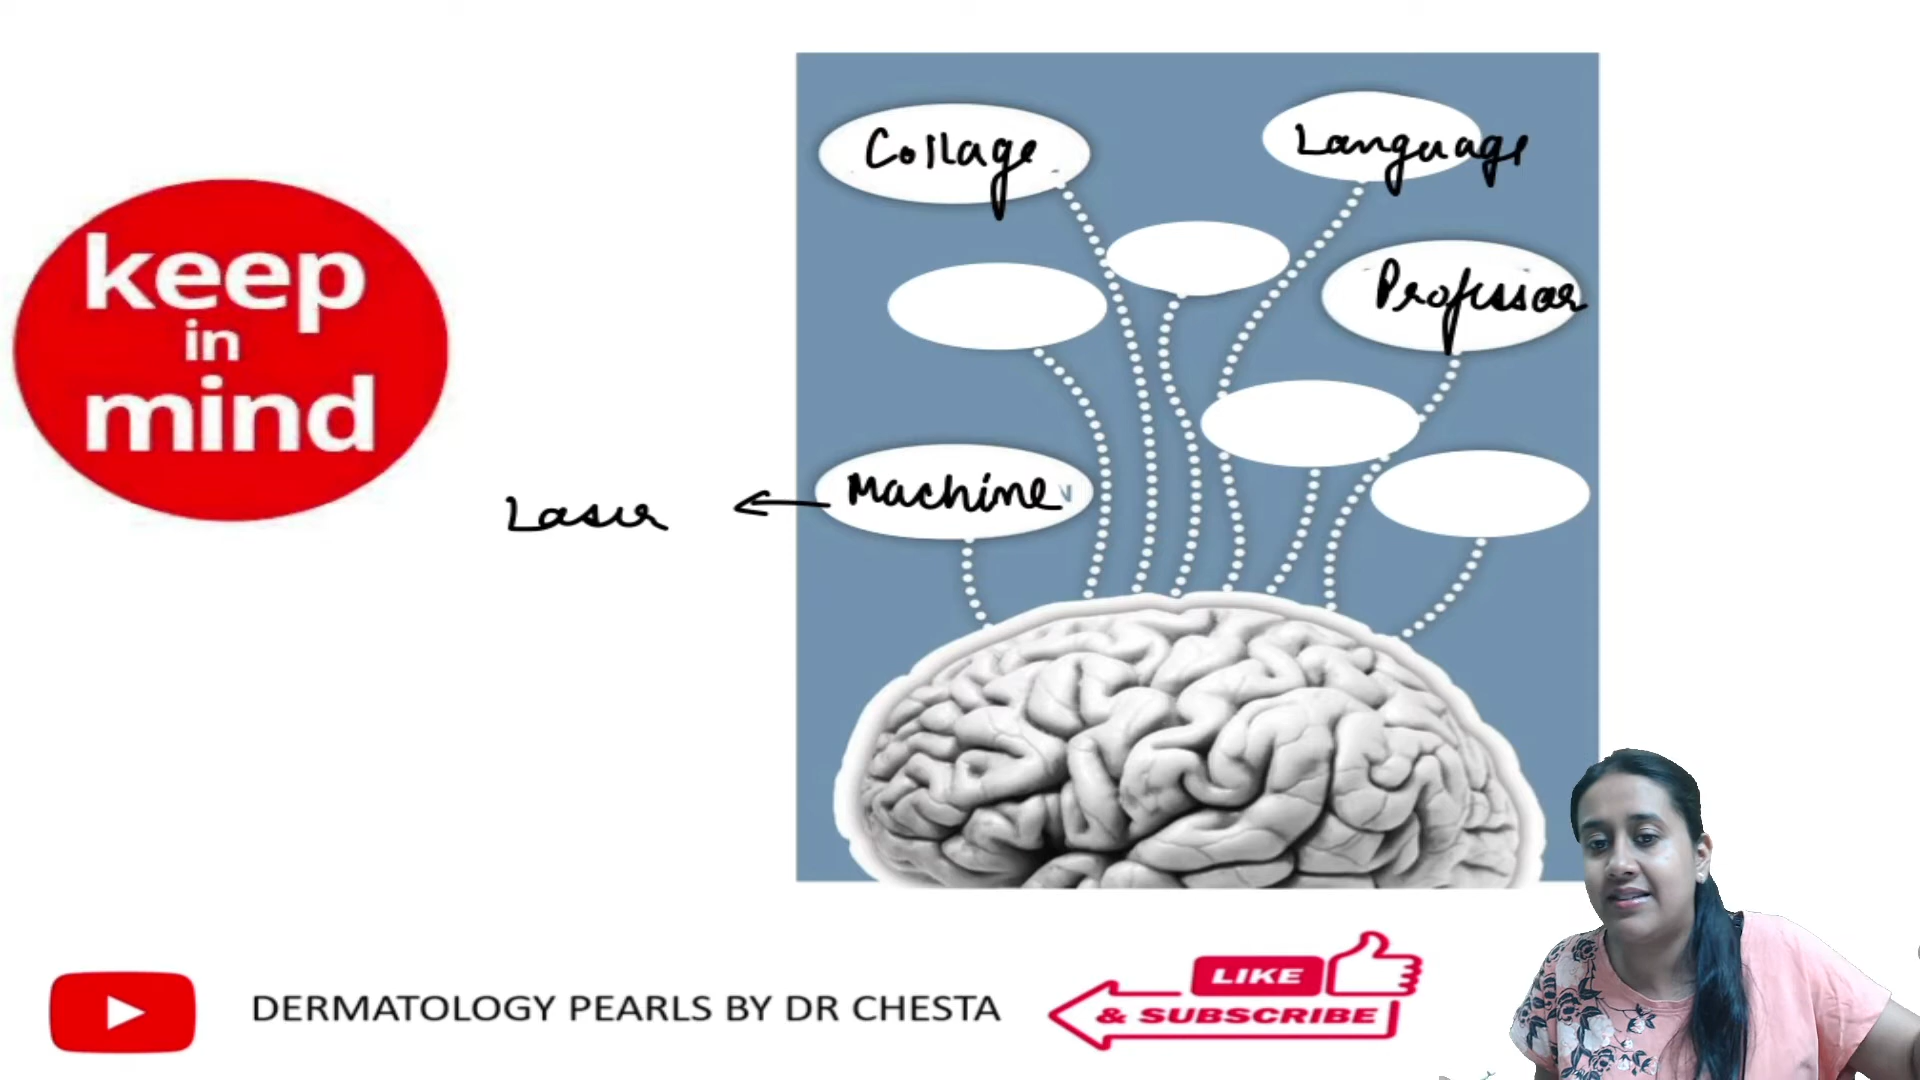 keep
in
mind
Collage
Language
Professor
Machine
Laser
DERMATOLOGY PEARLS BY DR CHESTA
LIKE
& SUBSCRIBE